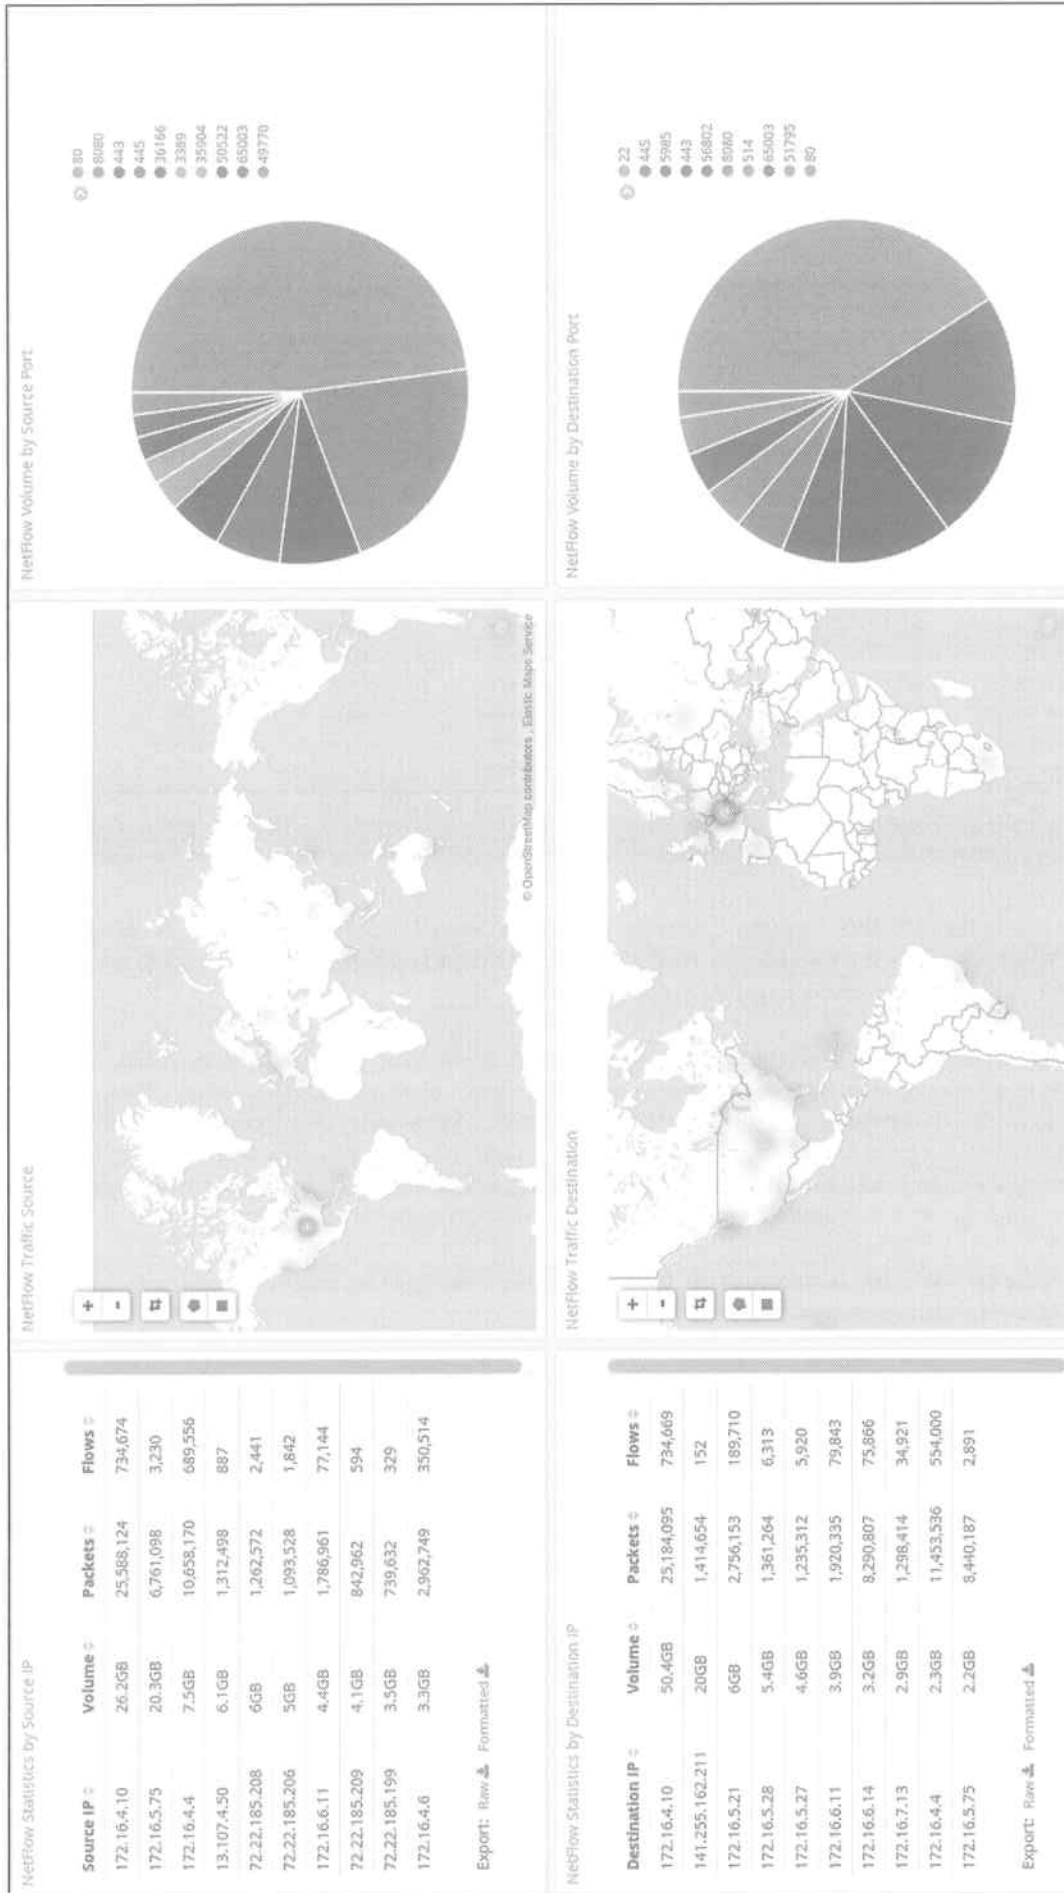 NetFlow Statistics by Source IP
Source IP Volume Packets Flows
172.16.4.10 26.2GB 25,588,124 734,674
172.16.5.75 20.3GB 6,761,098 3,230
172.16.4.4 7.5GB 10,658,170 689,556
13.107.4.50 6.1GB 1,312,498 887
72.22.185.208 6GB 1,262,572 2,441
72.22.185.206 5GB 1,093,528 1,842
172.16.6.11 4.4GB 1,786,961 77,144
72.22.185.209 4.1GB 842,962 594
72.22.185.199 3.5GB 739,632 329
172.16.4.6 3.3GB 2,962,749 350,514
Export: Raw Formatted
NetFlow Traffic Source
+
-
© OpenStreetMap contributors , Elastic Maps Service
NetFlow Volume by Source Port
80
8080
443
445
36166
3389
35904
50522
65003
49770
NetFlow Statistics by Destination IP
Destination IP Volume Packets Flows
172.16.4.10 50.4GB 25,184,095 734,669
141.255.162.211 20GB 1,414,654 152
172.16.5.21 6GB 2,756,153 189,710
172.16.5.28 5.4GB 1,361,264 6,313
172.16.5.27 4.6GB 1,235,312 5,920
172.16.6.11 3.9GB 1,920,335 79,843
172.16.6.14 3.2GB 8,290,807 75,866
172.16.7.13 2.9GB 1,298,414 34,921
172.16.4.4 2.3GB 11,453,536 554,000
172.16.5.75 2.2GB 8,440,187 2,891
Export: Raw Formatted
NetFlow Traffic Destination
+
-
NetFlow Volume by Destination Port
22
445
5985
443
56802
8080
514
65003
51795
80